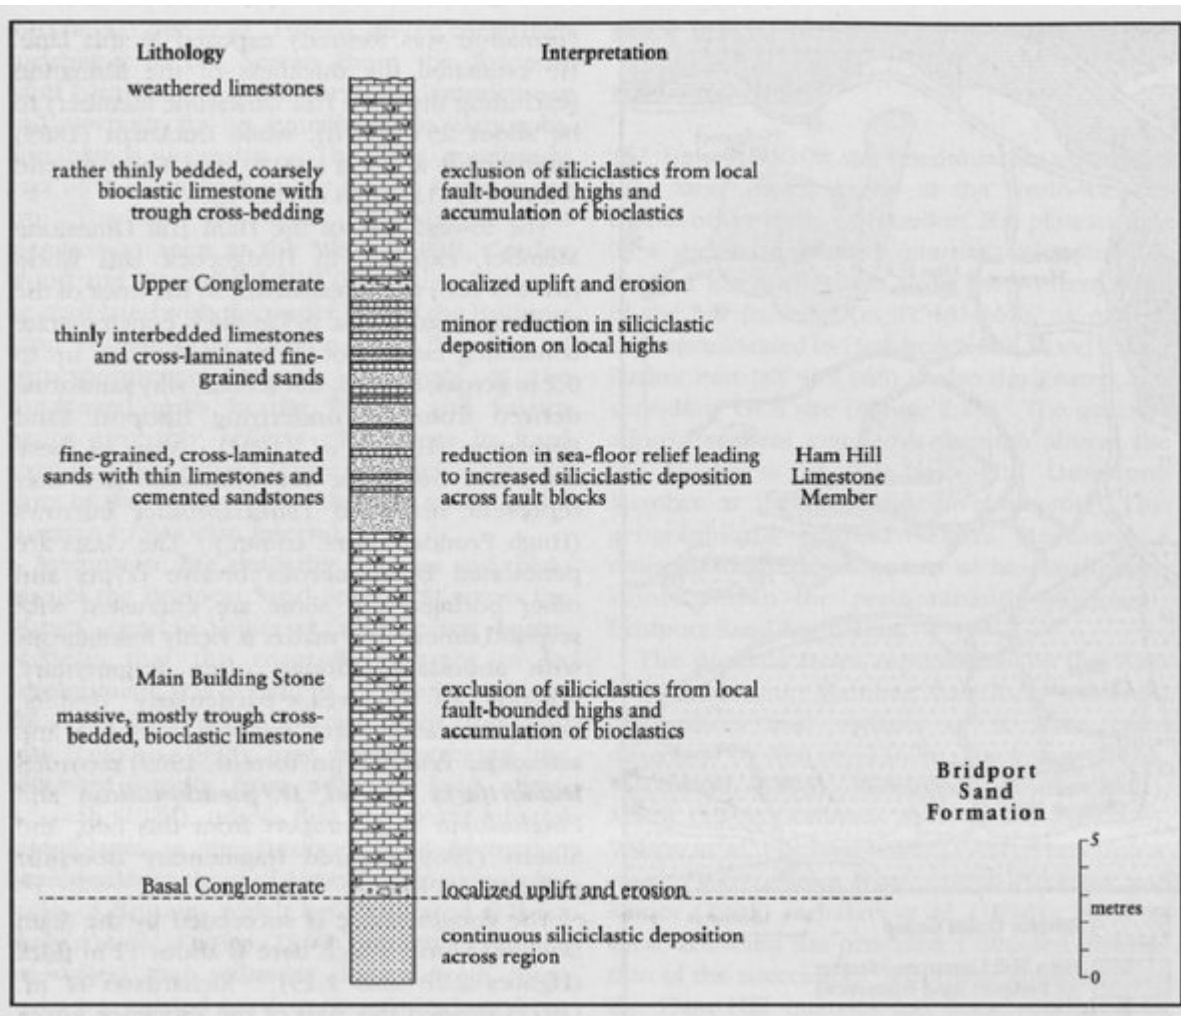 Lithology
Interpretation
weathered limestones
rather thinly bedded, coarsely
bioclastic limestone with
trough cross-bedding
exclusion of siliciclastics from local
fault-bounded highs and
accumulation of bioclastics
Upper Conglomerate
localized uplift and erosion
thinly interbedded limestones
and cross-laminated fine-
grained sands
minor reduction in siliciclastic
deposition on local highs
fine-grained, cross-laminated
sands with thin limestones and
cemented sandstones
reduction in sea-floor relief leading
to increased siliciclastic deposition
across fault blocks
Ham Hill
Limestone
Member
Main Building Stone
massive, mostly trough cross-
bedded, bioclastic limestone
exclusion of siliciclastics from local
fault-bounded highs and
accumulation of bioclastics
Bridport
Sand
Formation
Basal Conglomerate
localized uplift and erosion
continuous siliciclastic deposition
across region
5
metres
0